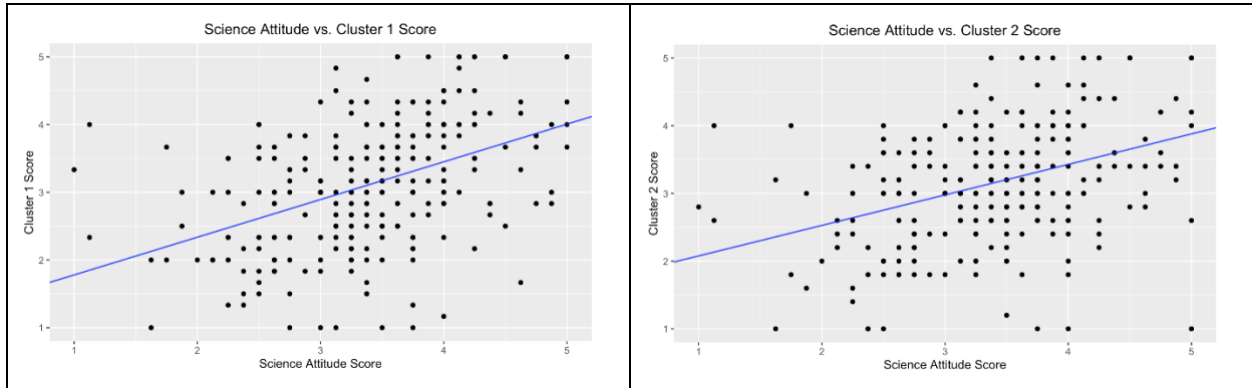 Science Attitude vs. Cluster 1 Score
5
4
3
2
1
Cluster 1 Score
1 2 3 4 5
Science Attitude Score
Science Attitude vs. Cluster 2 Score
5
4
3
2
1
Cluster 2 Score
1 2 3 4 5
Science Attitude Score